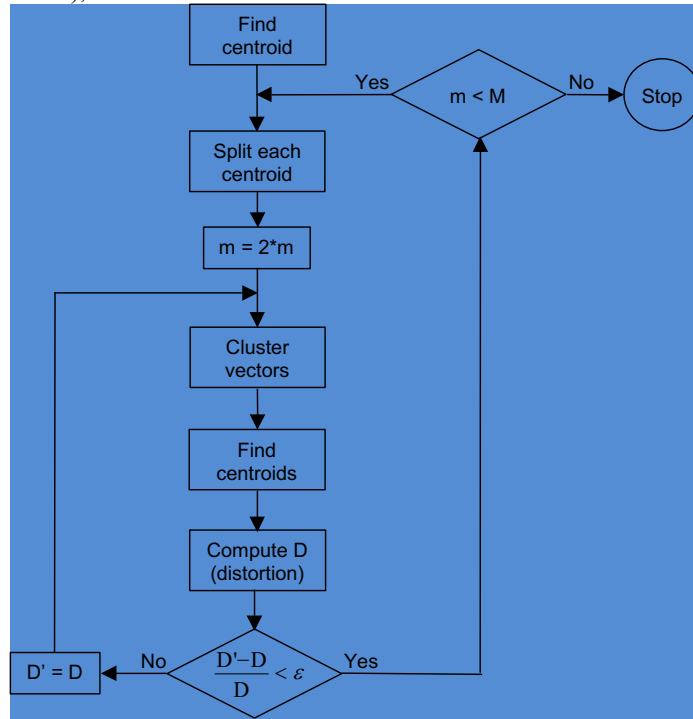 Find
centroid
Yes
m < M
No
Stop
Split each
centroid
m = 2*m
Cluster
vectors
Find
centroids
Compute D
(distortion)
D' = D
No
D'−D
D
< ε
Yes